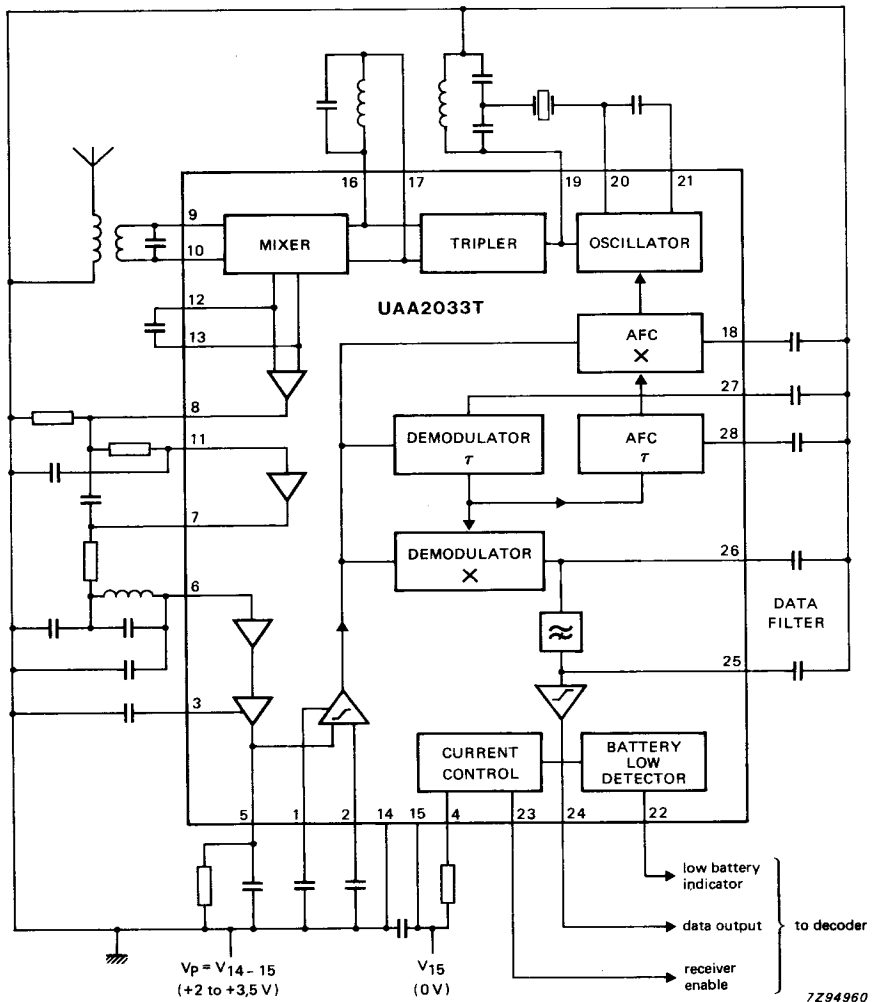 16
17
19
20
21
9
10
MIXER
TRIPLER
OSCILLATOR
12
13
UAA2033T
AFC
×
18
8
27
11
DEMODULATOR
τ
AFC
τ
28
7
DEMODULATOR
×
26
6
≈
DATA
FILTER
25
3
CURRENT
CONTROL
BATTERY
LOW
DETECTOR
5
1
2
14
15
4
23
24
22
low battery
indicator
data output
to decoder
receiver
enable
VP = V14-15
(+2 to +3,5 V)
V15
(0 V)
7Z94960